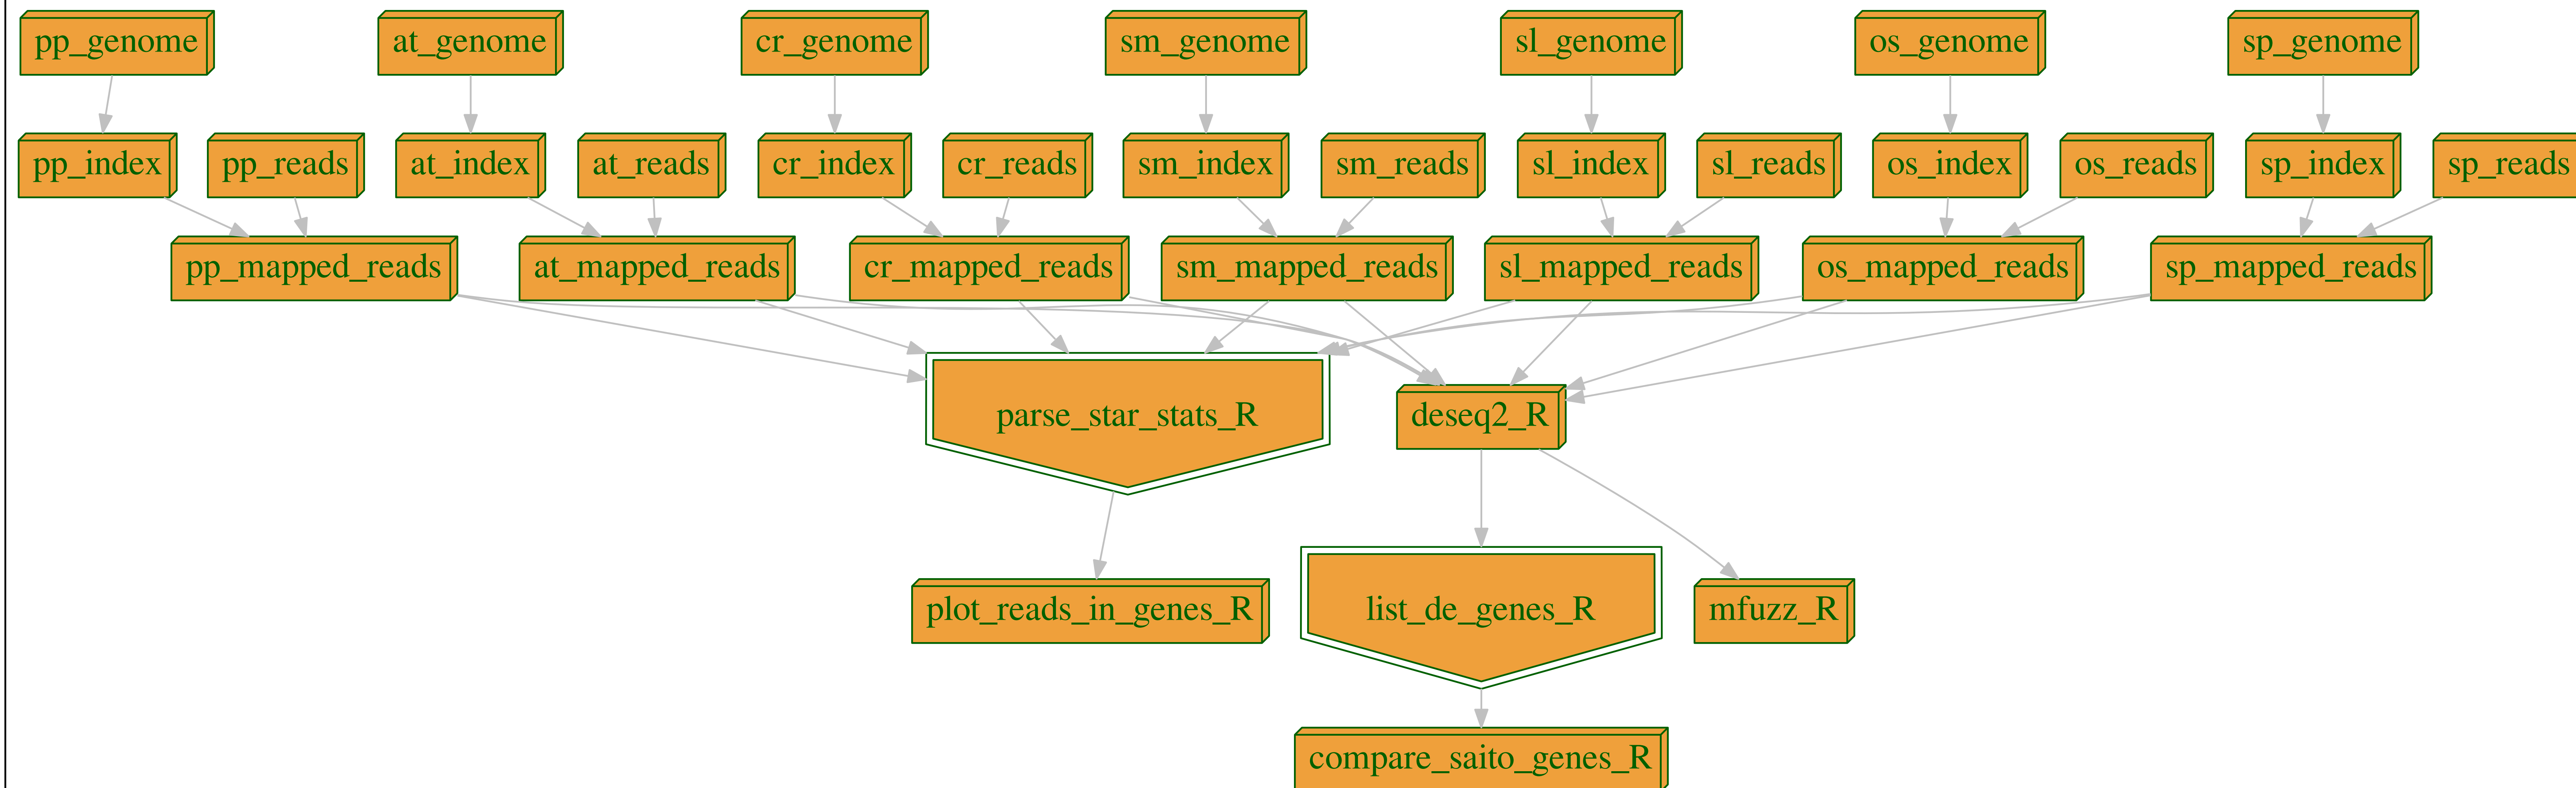 pp_genome at_genome cr_genome sm_genome sl_genome os_genome sp_genome
pp_index pp_reads at_index at_reads cr_index cr_reads sm_index sm_reads sl_index sl_reads os_index os_reads sp_index sp_reads
pp_mapped_reads at_mapped_reads cr_mapped_reads sm_mapped_reads sl_mapped_reads os_mapped_reads sp_mapped_reads
parse_star_stats_R deseq2_R
plot_reads_in_genes_R list_de_genes_R mfuzz_R
compare_saito_genes_R